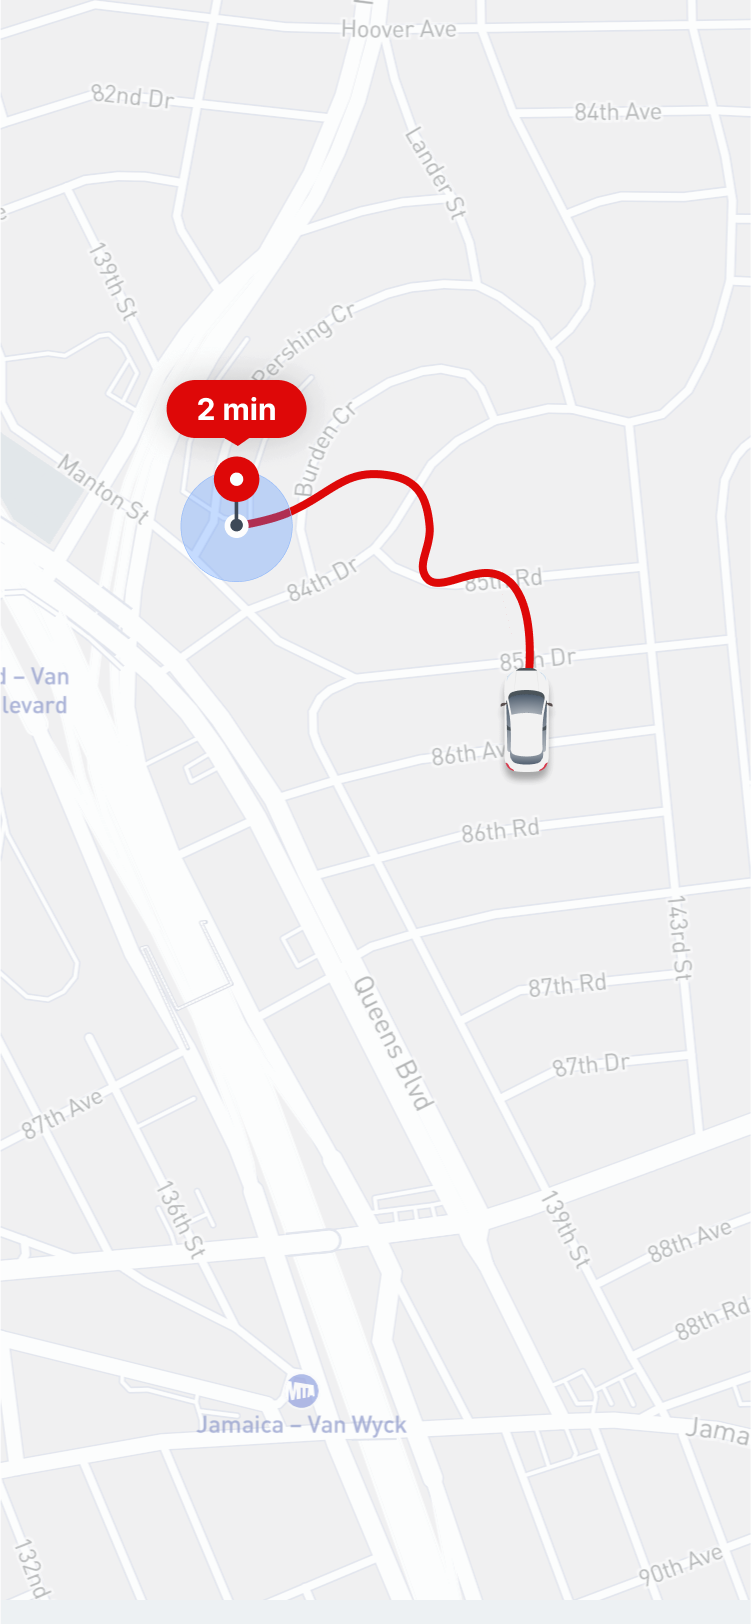 Hoover Ave
82nd Dr
84th Ave
Lander St
139th St
Pershing Cr
2 min
Burden Cr
Manton St
84th Dr
85th Rd
85th Dr
d – Van
levard
86th Av
86th Rd
143rd St
87th Rd
Queens Blvd
87th Dr
87th Ave
136th St
139th St
88th Ave
88th Rd
MTA
Jamaica – Van Wyck
Jama
132nd
90th Ave